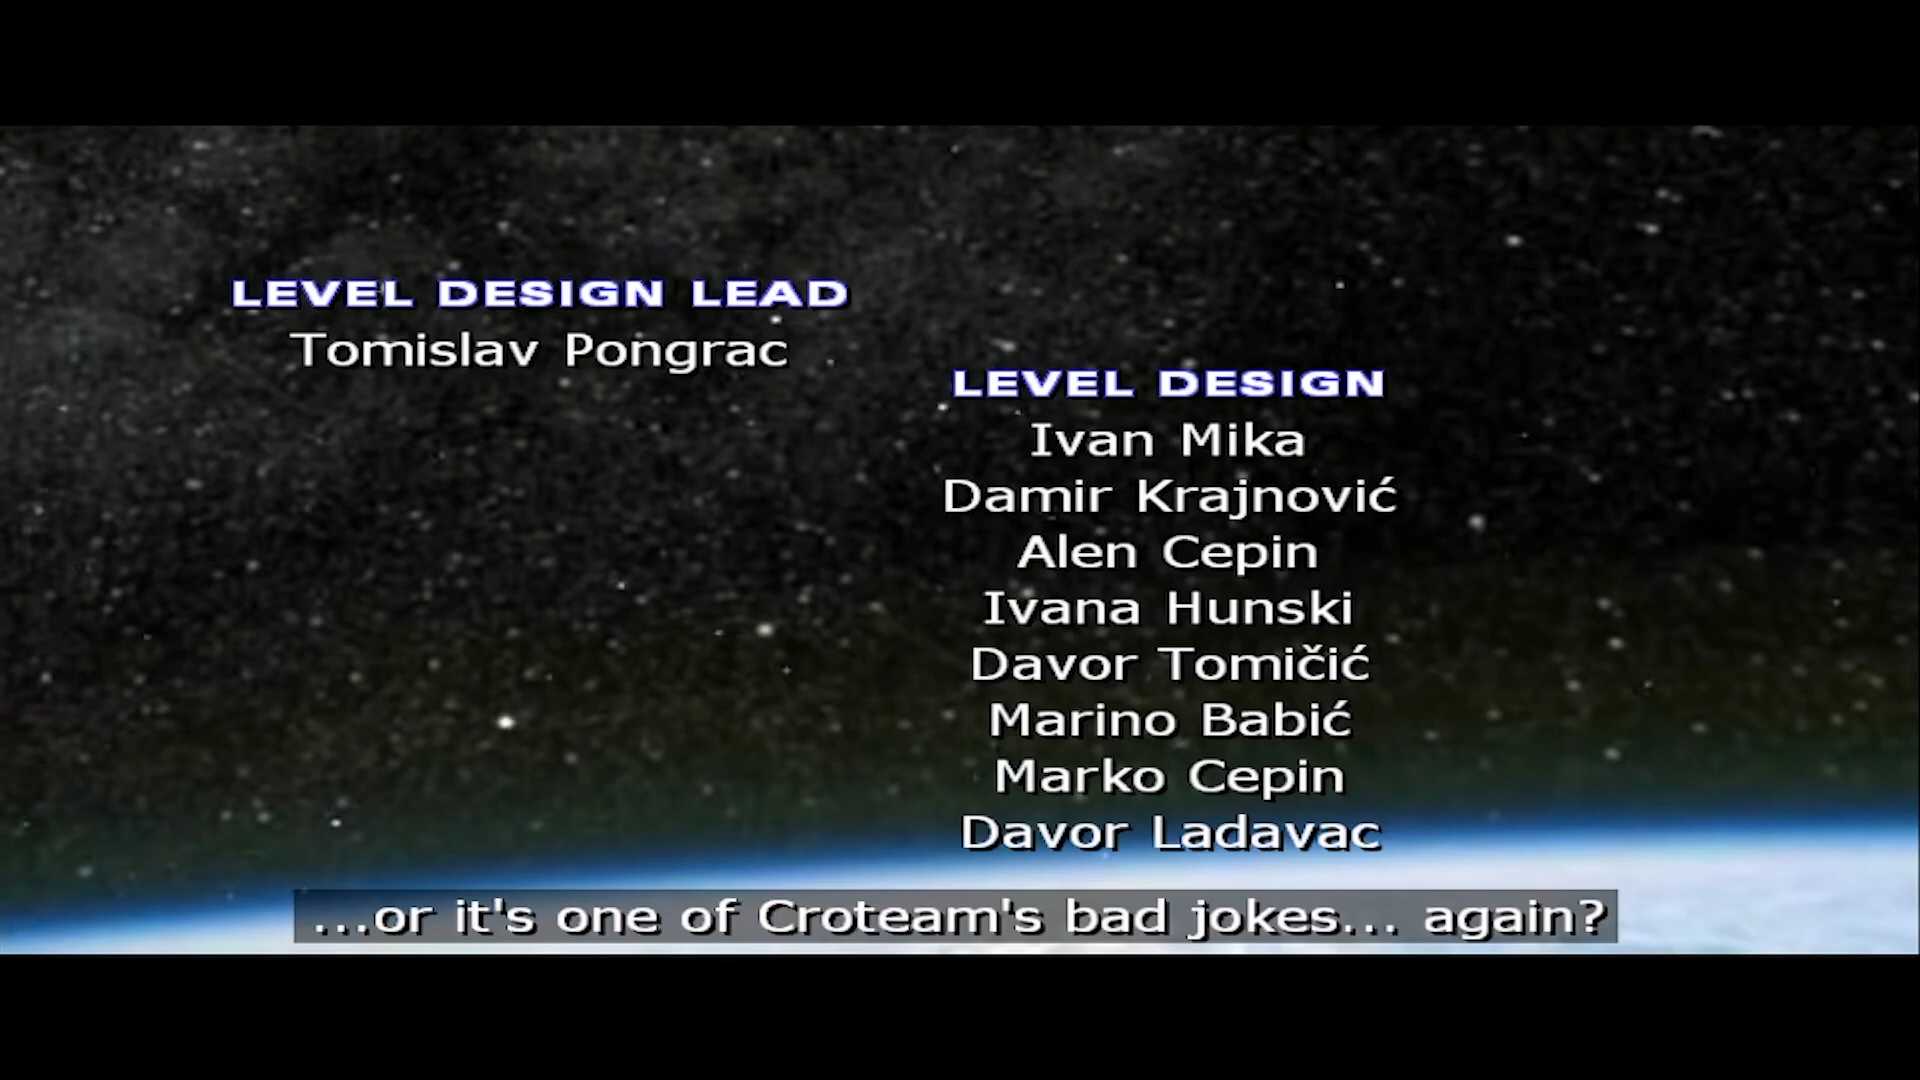 LEVEL DESIGN LEAD
Tomislav Pongrac
LEVEL DESIGN
Ivan Mika
Damir Krajnović
Alen Cepin
Ivana Hunski
Davor Tomičić
Marino Babić
Marko Cepin
Davor Ladavac
...or it's one of Croteam's bad jokes... again?